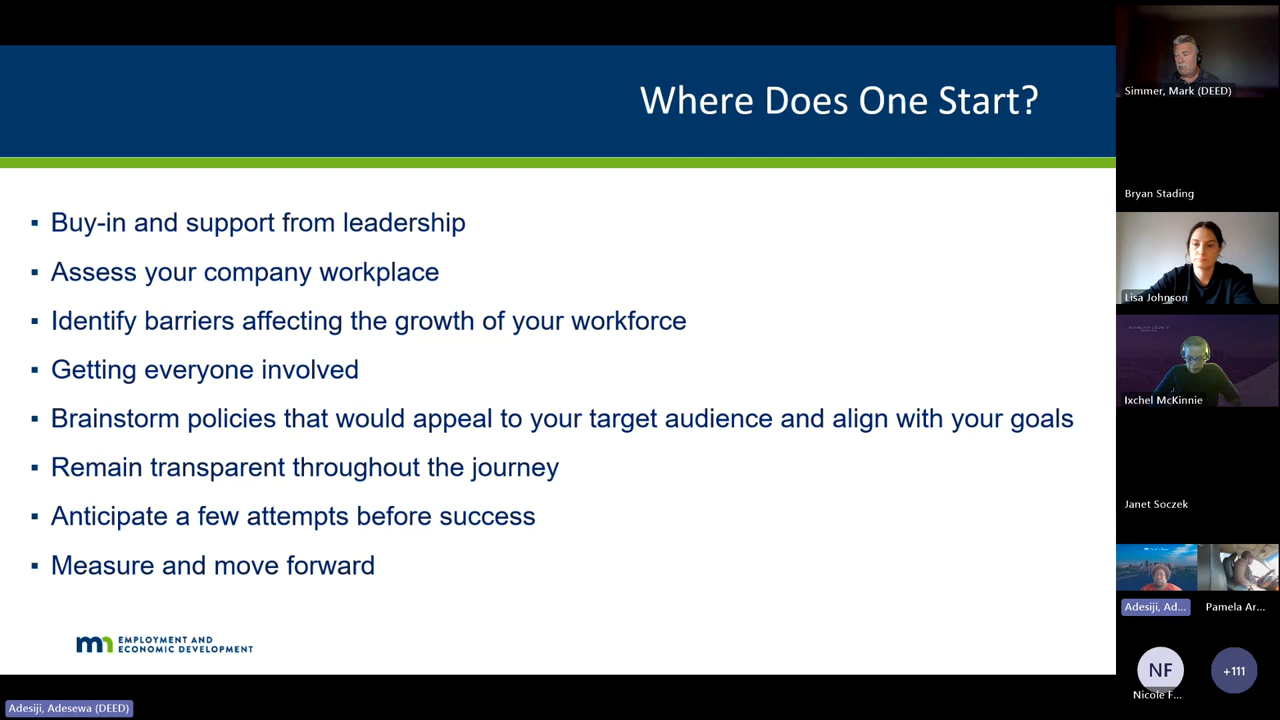 Where Does One Start?
▪ Buy-in and support from leadership
▪ Assess your company workplace
▪ Identify barriers affecting the growth of your workforce
▪ Getting everyone involved
▪ Brainstorm policies that would appeal to your target audience and align with your goals
▪ Remain transparent throughout the journey
▪ Anticipate a few attempts before success
▪ Measure and move forward
mn EMPLOYMENT AND
ECONOMIC DEVELOPMENT
Adesiji, Adesewa (DEED)
Simmer, Mark (DEED)
Bryan Stading
Lisa Johnson
Ixchel McKinnie
Janet Soczek
Adesiji, Ad...
Pamela Ar...
NF
Nicole F...
+111